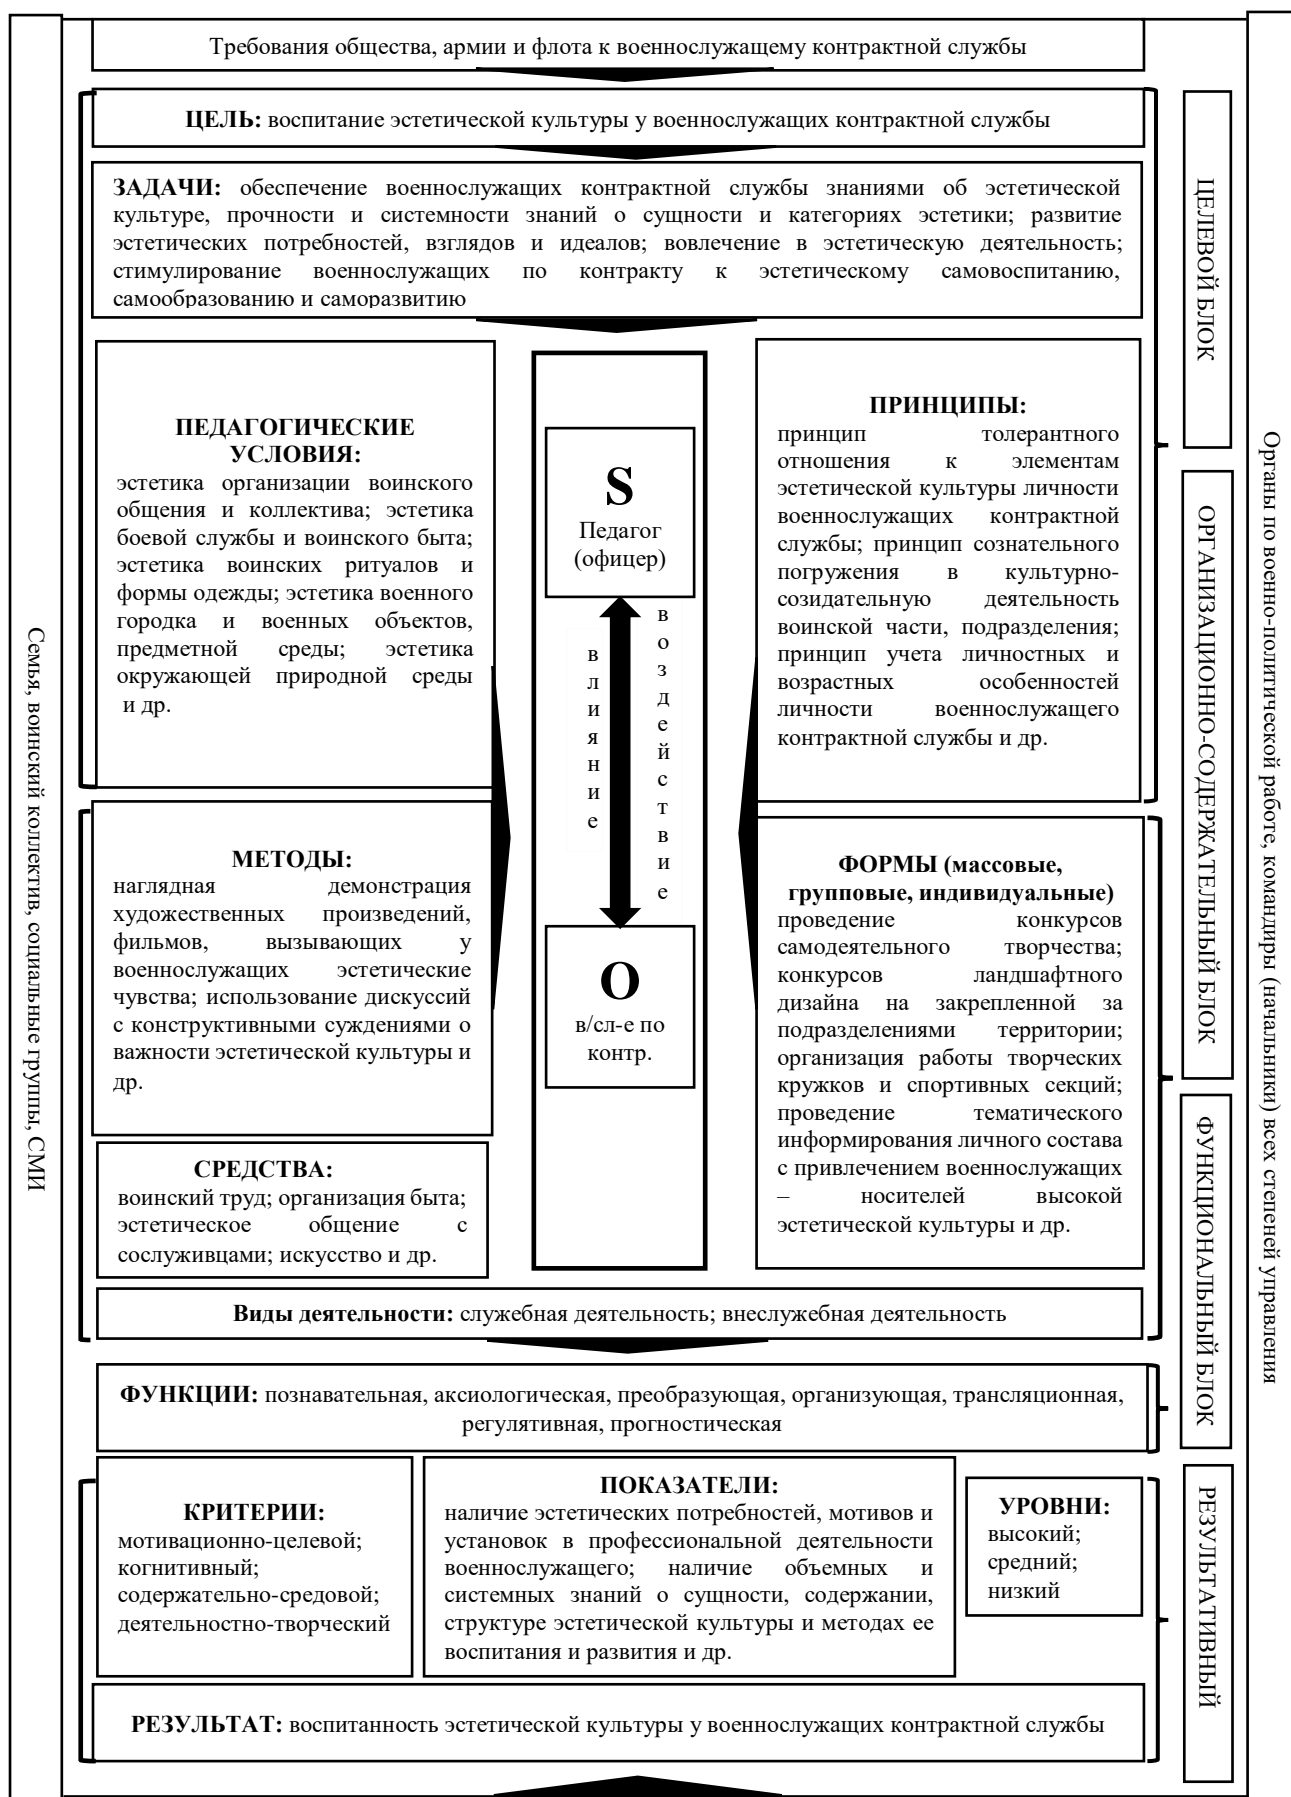 Требования общества, армии и флота к военнослужащему контрактной службы
ЦЕЛЬ: воспитание эстетической культуры у военнослужащих контрактной службы
ЗАДАЧИ: обеспечение военнослужащих контрактной службы знаниями об эстетической
культуре, прочности и системности знаний о сущности и категориях эстетики; развитие
эстетических потребностей, взглядов и идеалов; вовлечение в эстетическую деятельность;
стимулирование военнослужащих по контракту к эстетическому самовоспитанию,
самообразованию и саморазвитию
ПЕДАГОГИЧЕСКИЕ
УСЛОВИЯ:
эстетика организации воинского
общения и коллектива; эстетика
боевой службы и воинского быта;
эстетика воинских ритуалов и
формы одежды; эстетика военного
городка и военных объектов,
предметной среды; эстетика
окружающей природной среды
и др.
S
Педагог
(офицер)
влияние
воздействие
O
в/сл-е по
контр.
ПРИНЦИПЫ:
принцип толерантного
отношения к элементам
эстетической культуры личности
военнослужащих контрактной
службы; принцип сознательного
погружения в культурно-
созидательную деятельность
воинской части, подразделения;
принцип учета личностных и
возрастных особенностей
личности военнослужащего
контрактной службы и др.
МЕТОДЫ:
наглядная демонстрация
художественных произведений,
фильмов, вызывающих у
военнослужащих эстетические
чувства; использование дискуссий
с конструктивными суждениями о
важности эстетической культуры и
др.
ФОРМЫ (массовые,
групповые, индивидуальные)
проведение конкурсов
самодеятельного творчества;
конкурсов ландшафтного
дизайна на закрепленной за
подразделениями территории;
организация работы творческих
кружков и спортивных секций;
проведение тематического
информирования личного состава
с привлечением военнослужащих
– носителей высокой
эстетической культуры и др.
СРЕДСТВА:
воинский труд; организация быта;
эстетическое общение с
сослуживцами; искусство и др.
Виды деятельности: служебная деятельность; внеслужебная деятельность
ФУНКЦИИ: познавательная, аксиологическая, преобразующая, организующая, трансляционная,
регулятивная, прогностическая
КРИТЕРИИ:
мотивационно-целевой;
когнитивный;
содержательно-средовой;
деятельностно-творческий
ПОКАЗАТЕЛИ:
наличие эстетических потребностей, мотивов и
установок в профессиональной деятельности
военнослужащего; наличие объемных и
системных знаний о сущности, содержании,
структуре эстетической культуры и методах ее
воспитания и развития и др.
УРОВНИ:
высокий;
средний;
низкий
РЕЗУЛЬТАТ: воспитанность эстетической культуры у военнослужащих контрактной службы
Семья, воинский коллектив, социальные группы, СМИ
ЦЕЛЕВОЙ БЛОК
ОРГАНИЗАЦИОННО-СОДЕРЖАТЕЛЬНЫЙ БЛОК
ФУНКЦИОНАЛЬНЫЙ БЛОК
РЕЗУЛЬТАТИВНЫЙ
Органы по военно-политической работе, командиры (начальники) всех степеней управления